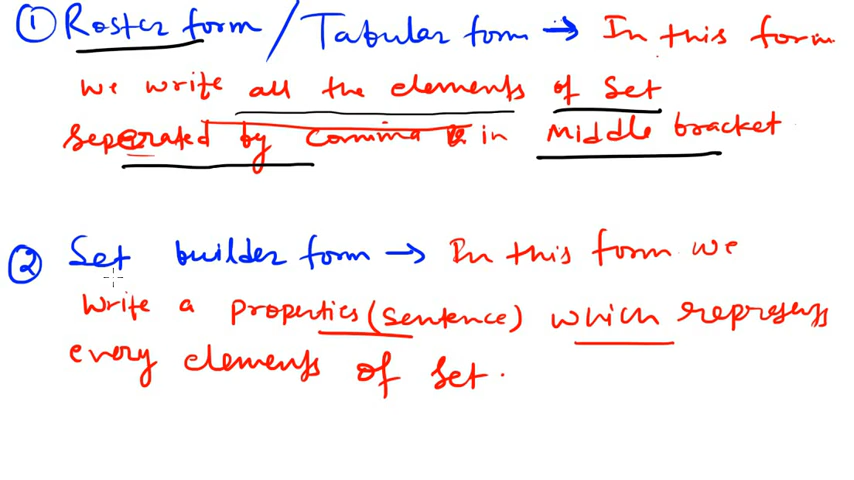 ① Roster form / Tabular form → In this form
we write all the elements of Set
seperated by comma & in middle bracket
② Set builder form → In this form we
write a properties (sentence) which represents
every elements of set.